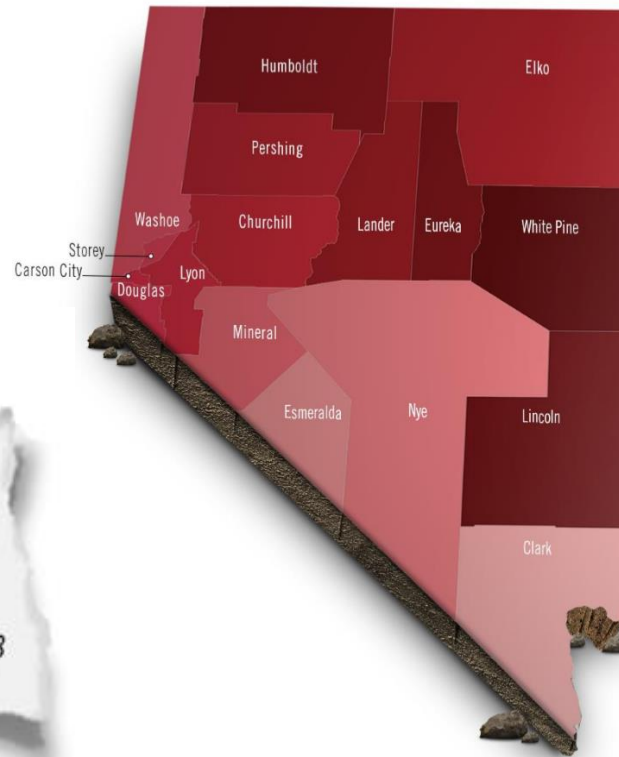 Humboldt
Elko
Pershing
Washoe
Churchill
Lander
Eureka
White Pine
Storey
Carson City
Lyon
Douglas
Mineral
Esmeralda
Nye
Lincoln
Clark